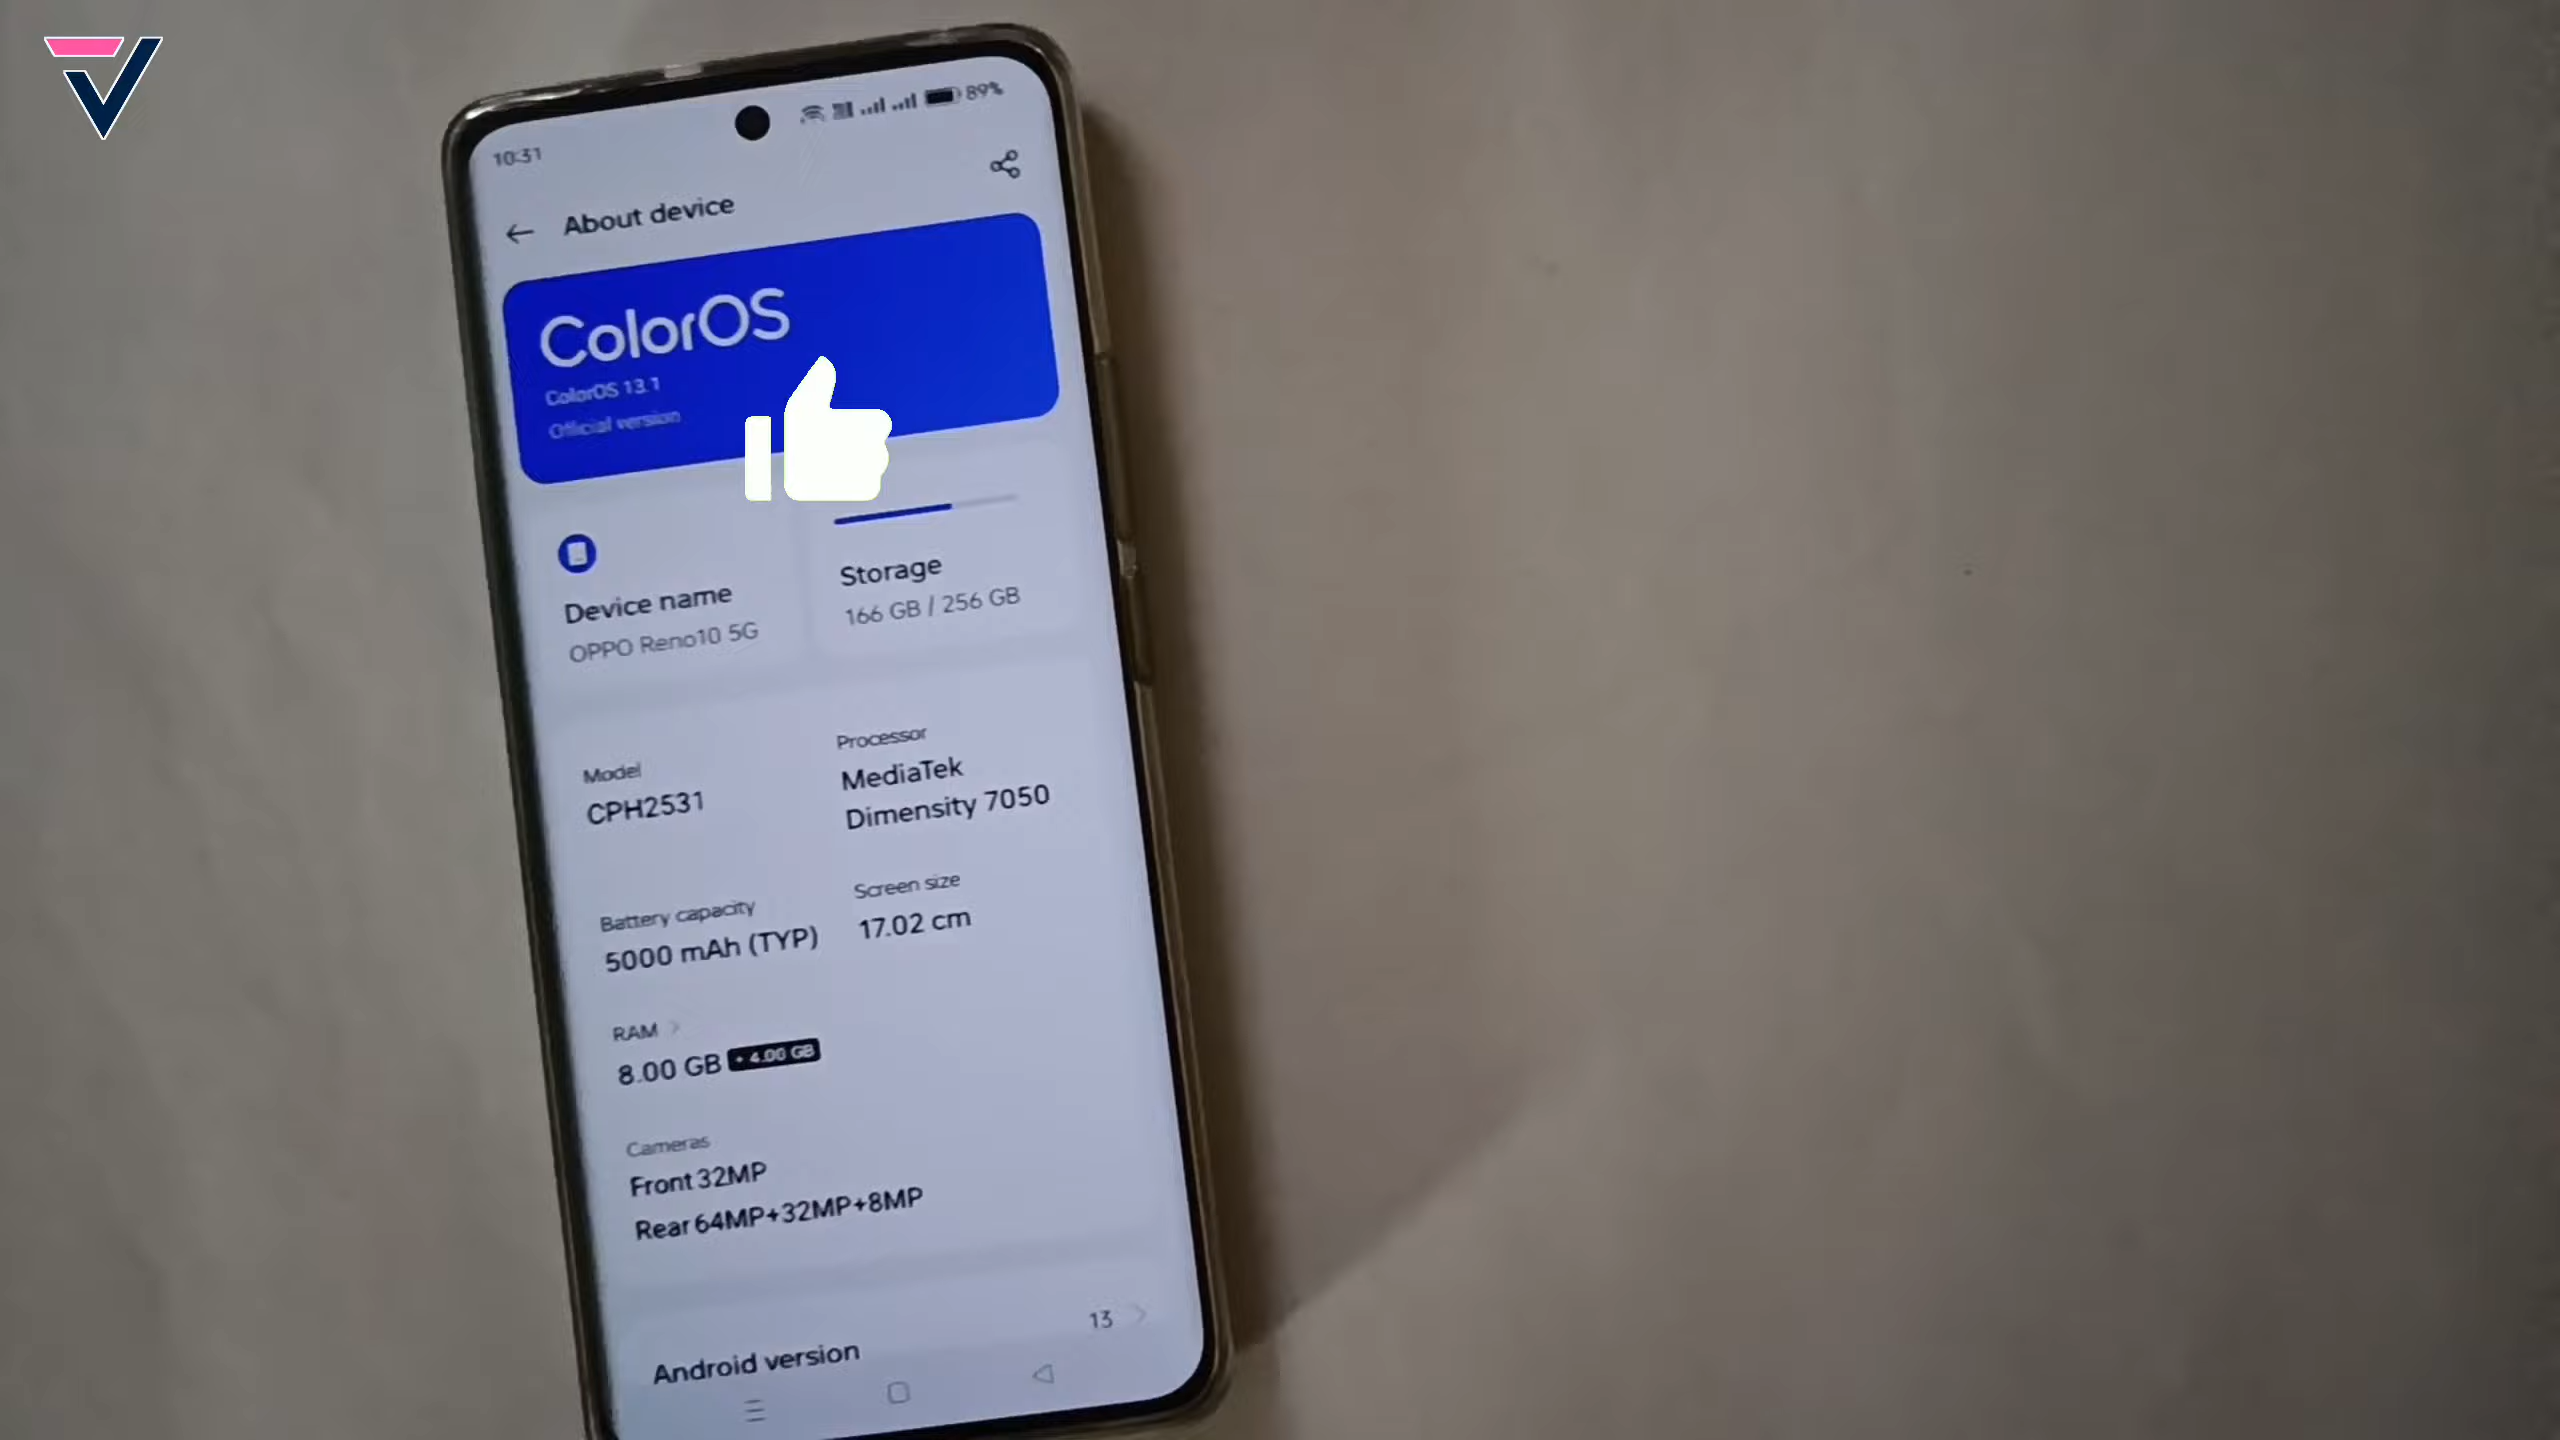 10:31
89%
About device
ColorOS
ColorOS 13.1
Official version
Device name
OPPO Reno10 5G
Storage
166 GB / 256 GB
Model
CPH2531
Processor
MediaTek
Dimensity 7050
Battery capacity
5000 mAh (TYP)
Screen size
17.02 cm
RAM
8.00 GB + 4.00 GB
Cameras
Front 32MP
Rear 64MP+32MP+8MP
Android version
13